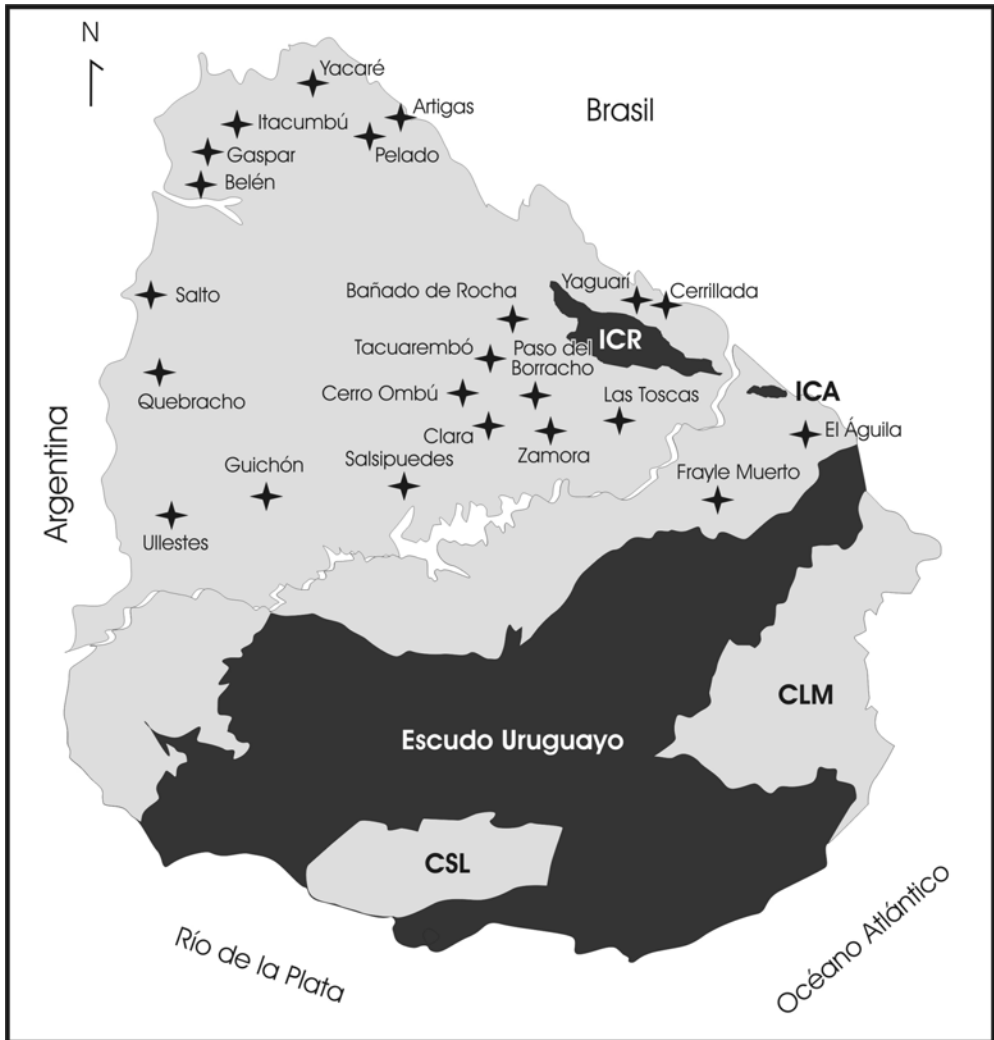 N
Yacaré
Artigas
Brasil
Itacumbú
Pelado
Gaspar
Belén
Yaguarí
Cerrillada
Bañado de Rocha
Salto
ICR
Tacuarembó
Paso del
Borracho
Cerro Ombú
Las Toscas
ICA
Quebracho
Argentina
Clara
El Águila
Zamora
Salsipuedes
Guichón
Frayle Muerto
Ullestes
CLM
Escudo Uruguayo
CSL
Río de la Plata
Océano Atlántico